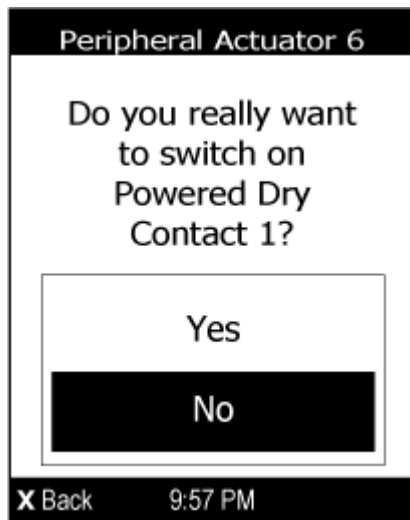 Peripheral Actuator 6
Do you really want
to switch on
Powered Dry
Contact 1?
Yes
No
X Back 9:57 PM